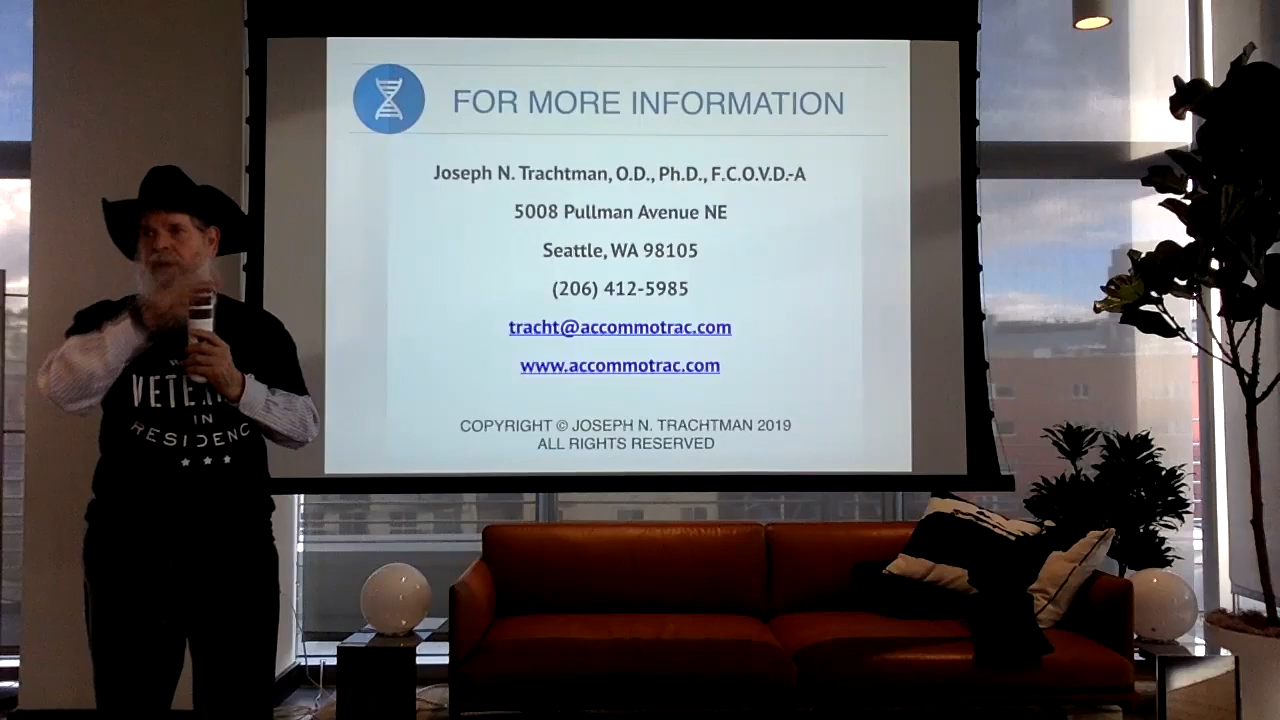 FOR MORE INFORMATION
Joseph N. Trachtman, O.D., Ph.D., F.C.O.V.D.-A
5008 Pullman Avenue NE
Seattle, WA 98105
(206) 412-5985
tracht@accommotrac.com
www.accommotrac.com
COPYRIGHT © JOSEPH N. TRACHTMAN 2019
ALL RIGHTS RESERVED
IN